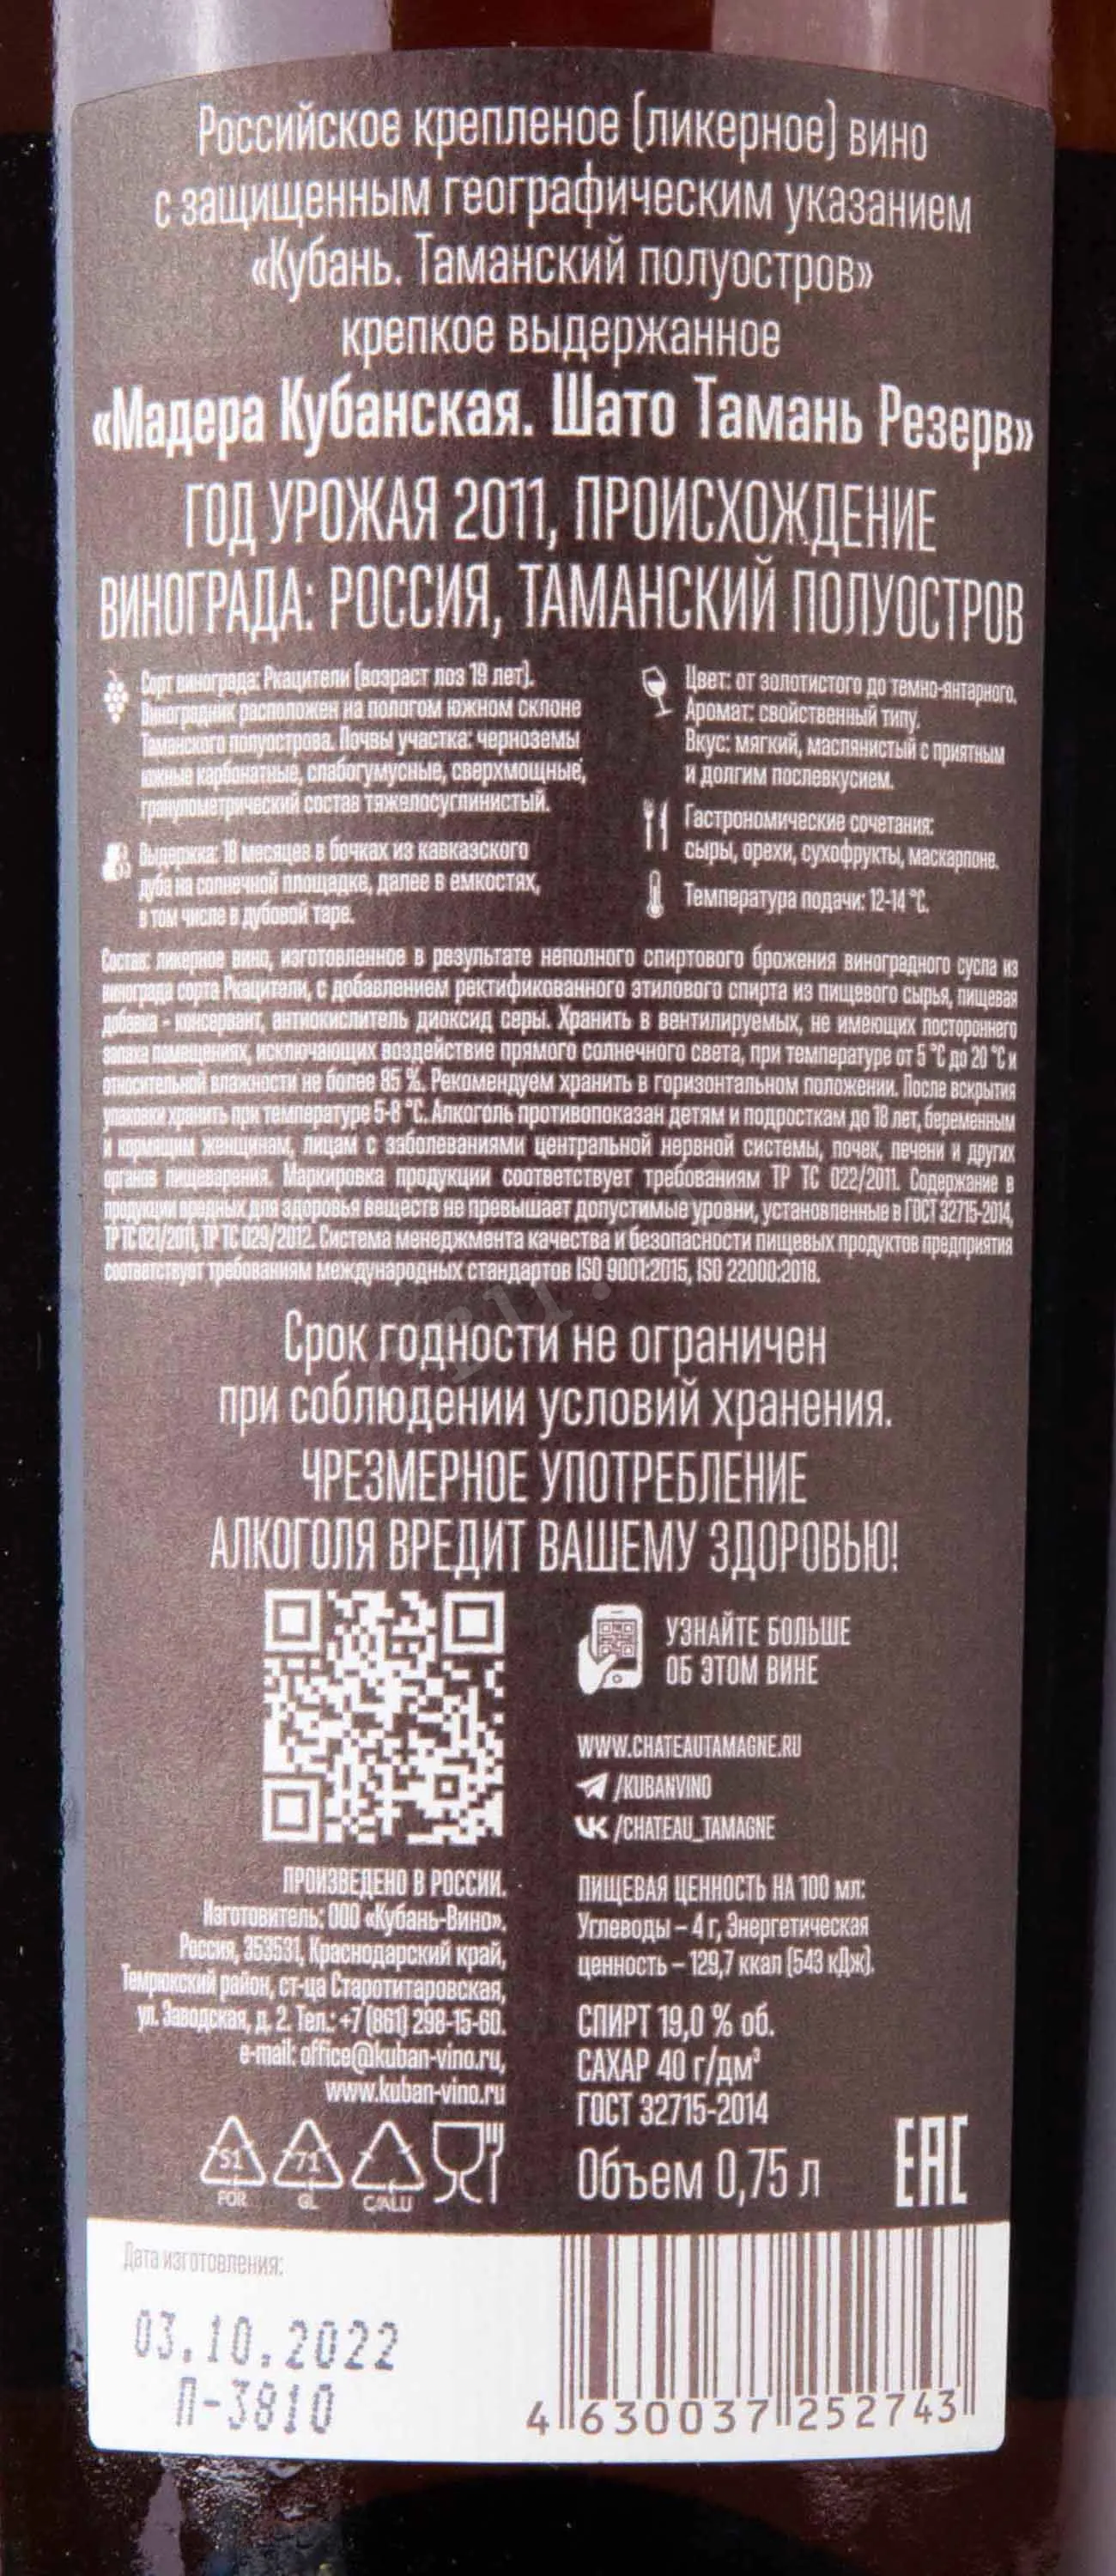 Российское крепленое (ликерное) вино
с защищенным географическим указанием
«Кубань. Таманский полуостров»
крепкое выдержанное
«Мадера Кубанская. Шато Тамань Резерв»
ГОД УРОЖАЯ 2011, ПРОИСХОЖДЕНИЕ
ВИНОГРАДА: РОССИЯ, ТАМАНСКИЙ ПОЛУОСТРОВ
Сорт винограда: Ркацители (возраст лоз 19 лет).
Виноградник расположен на пологом южном склоне
Таманского полуострова. Почвы участка: черноземы
южные карбонатные, слабогумусные, сверхмощные,
гранулометрический состав тяжелосуглинистый.
Выдержка: 18 месяцев в бочках из кавказского
дуба на солнечной площадке, далее в емкостях,
в том числе в дубовой таре.
Цвет: от золотистого до темно-янтарного.
Аромат: свойственный типу.
Вкус: мягкий, маслянистый с приятным
и долгим послевкусием.
Гастрономические сочетания:
сыры, орехи, сухофрукты, маскарпоне.
Температура подачи: 12-14 °С.
Состав: ликерное вино, изготовленное в результате неполного спиртового брожения виноградного сусла из
винограда сорта Ркацители, с добавлением ректификованного этилового спирта из пищевого сырья, пищевая
добавка - консервант, антиокислитель диоксид серы. Хранить в вентилируемых, не имеющих постороннего
запаха помещениях, исключающих воздействие прямого солнечного света, при температуре от 5 °С до 20 °С и
относительной влажности не более 85 %. Рекомендуем хранить в горизонтальном положении. После вскрытия
упаковки хранить при температуре 5-8 °С. Алкоголь противопоказан детям и подросткам до 18 лет, беременным
и кормящим женщинам, лицам с заболеваниями центральной нервной системы, почек, печени и других
органов пищеварения. Маркировка продукции соответствует требованиям ТР ТС 022/2011. Содержание в
продукции вредных для здоровья веществ не превышает допустимые уровни, установленные в ГОСТ 32715-2014,
ТР ТС 021/2011, ТР ТС 029/2012. Система менеджмента качества и безопасности пищевых продуктов предприятия
соответствует требованиям международных стандартов ISO 9001:2015, ISO 22000:2018.
Срок годности не ограничен
при соблюдении условий хранения.
ЧРЕЗМЕРНОЕ УПОТРЕБЛЕНИЕ
АЛКОГОЛЯ ВРЕДИТ ВАШЕМУ ЗДОРОВЬЮ!
УЗНАЙТЕ БОЛЬШЕ
ОБ ЭТОМ ВИНЕ
WWW.CHATEAUTAMAGNE.RU
/KUBANVINO
/CHATEAU_TAMAGNE
ПРОИЗВЕДЕНО В РОССИИ.
Изготовитель: ООО «Кубань-Вино».
Россия, 353531, Краснодарский край,
Темрюкский район, ст-ца Старотитаровская,
ул. Заводская, д. 2. Тел.: +7 (861) 298-15-60.
e-mail: office@kuban-vino.ru,
www.kuban-vino.ru
ПИЩЕВАЯ ЦЕННОСТЬ НА 100 мл:
Углеводы – 4 г, Энергетическая
ценность – 129,7 ккал (543 кДж).
СПИРТ 19,0 % об.
САХАР 40 г/дм³
ГОСТ 32715-2014
Объем 0,75 л
EAC
51 71
FOR GL C/ALU
Дата изготовления:
03.10.2022
П-3810
4 630037 252743